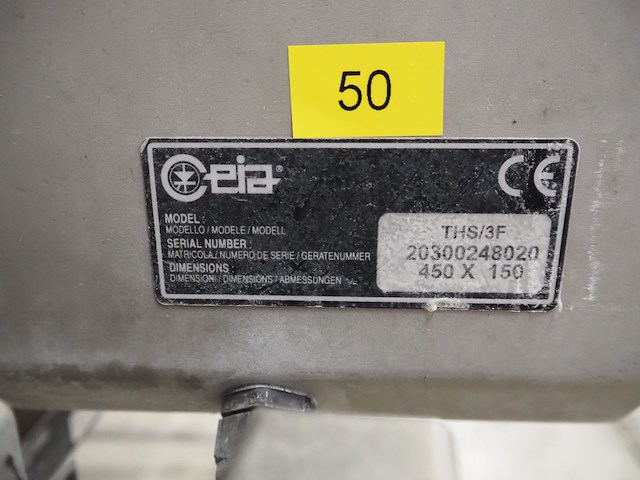 50
Ceia®
CE
MODEL :
MODELLO / MODELE / MODELL
SERIAL NUMBER :
MATRICOLA / NUMERO DE SERIE / GERATENUMMER
DIMENSIONS :
DIMENSIONI / DIMENSIONS / ABMESSUNGEN
THS/3F
20300248020
450 X 150